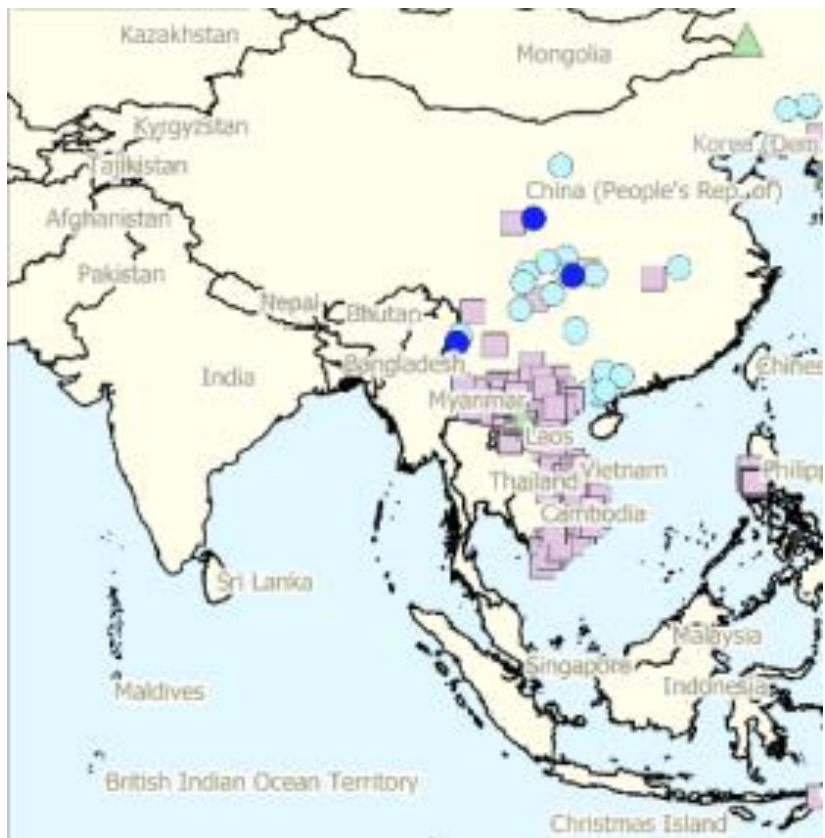 Kazakhstan
Mongolia
Kyrgyzstan
Korea (Dem
Tajikistan
China (People's Rep. of)
Afghanistan
Pakistan
Nepal
Bhutan
Bangladesh
India
Chines
Myanmar
Laos
Thailand
Vietnam
Philipp
Cambodia
Sri Lanka
Malaysia
Singapore
Indonesia
Maldives
British Indian Ocean Territory
Christmas Island